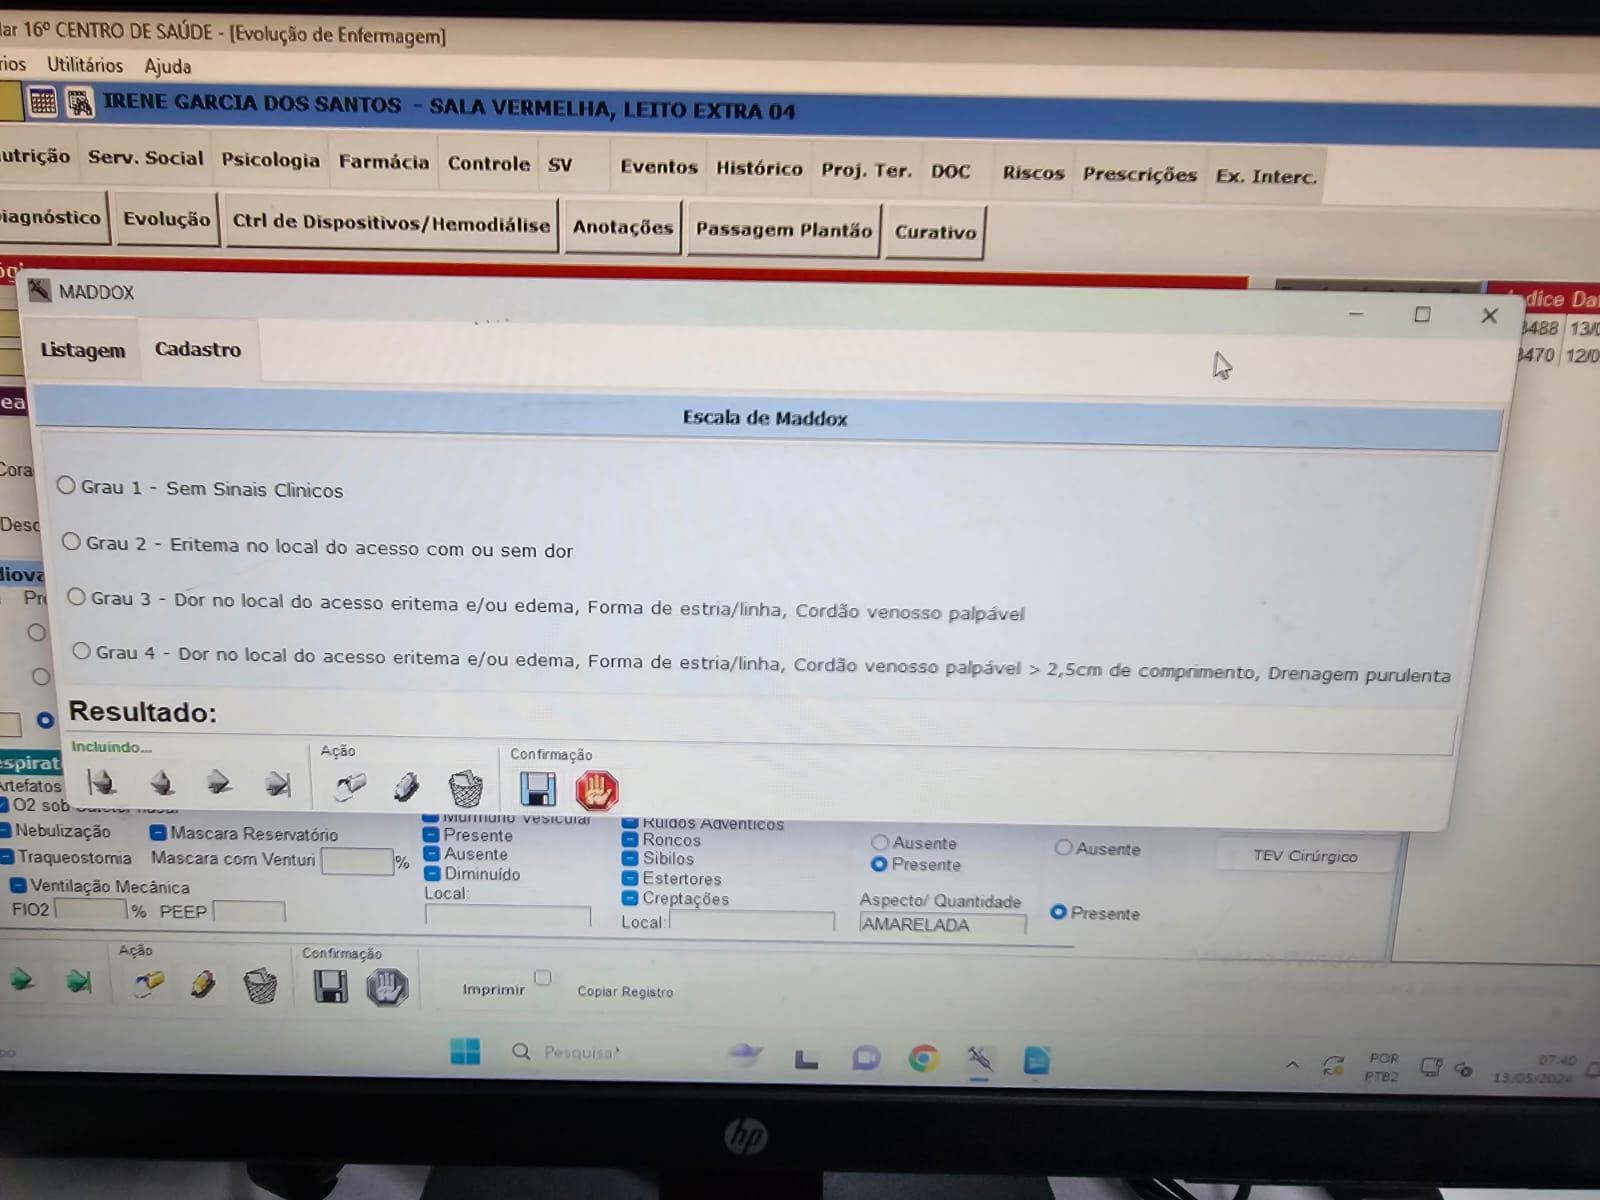 16º CENTRO DE SAÚDE - [Evolução de Enfermagem]
Utilitários Ajuda
IRENE GARCIA DOS SANTOS - SALA VERMELHA, LEITO EXTRA 04
utrição Serv. Social Psicologia Farmácia Controle SV Eventos Histórico Proj. Ter. DOC Riscos Prescrições Ex. Interc.
iagnóstico Evolução Ctrl de Dispositivos/Hemodiálise Anotações Passagem Plantão Curativo
MADDOX
dice Da
3488 13/0
3470 12/0
Listagem Cadastro
Escala de Maddox
Cora
Desc
Grau 1 - Sem Sinais Clinicos
Grau 2 - Eritema no local do acesso com ou sem dor
Grau 3 - Dor no local do acesso eritema e/ou edema, Forma de estria/linha, Cordão venosso palpável
Grau 4 - Dor no local do acesso eritema e/ou edema, Forma de estria/linha, Cordão venosso palpável > 2,5cm de comprimento, Drenagem purulenta
Resultado:
Incluindo...
Ação
Confirmação
espirat
Artefatos
O2 sob
Nebulização Mascara Reservatório
Traqueostomia Mascara com Venturi %
Ventilação Mecânica
FIO2 % PEEP
Murmúrio Vesicular
Presente
Ausente
Diminuído
Local:
Ruídos Adventicos
Roncos
Sibilos
Estertores
Creptações
Local:
Ausente
Presente
Aspecto/ Quantidade
AMARELADA
Ausente
Presente
TEV Cirúrgico
Ação
Confirmação
Imprimir
Copiar Registro
Pesquisar
POR
PTB2
07:40
13/05/2024
hp